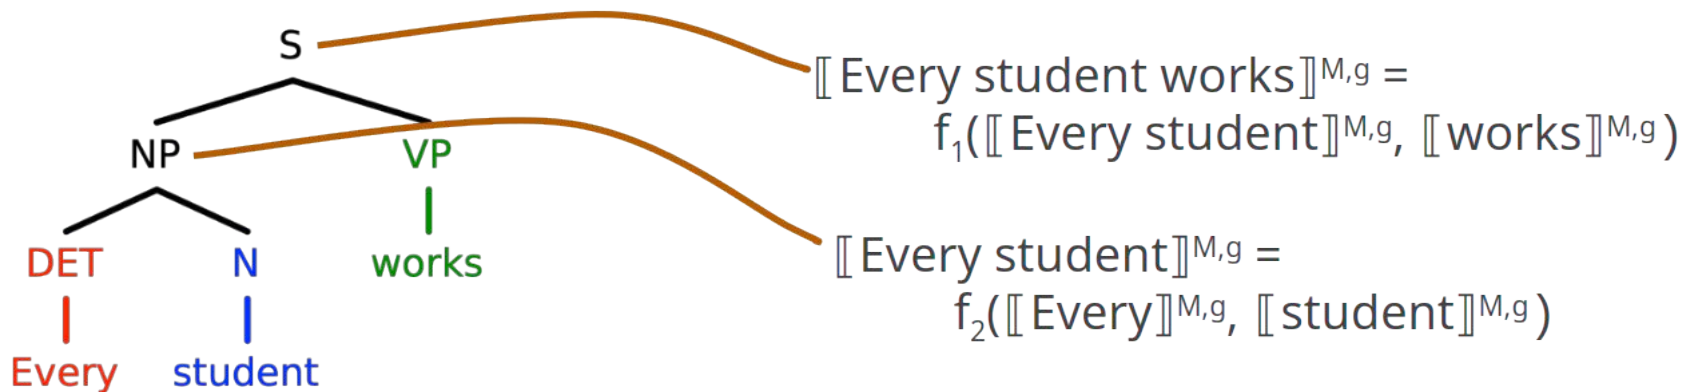 S
NP VP
DET N works
Every student
⟦Every student works⟧M,g =
f1(⟦Every student⟧M,g, ⟦works⟧M,g)
⟦Every student⟧M,g =
f2(⟦Every⟧M,g, ⟦student⟧M,g)